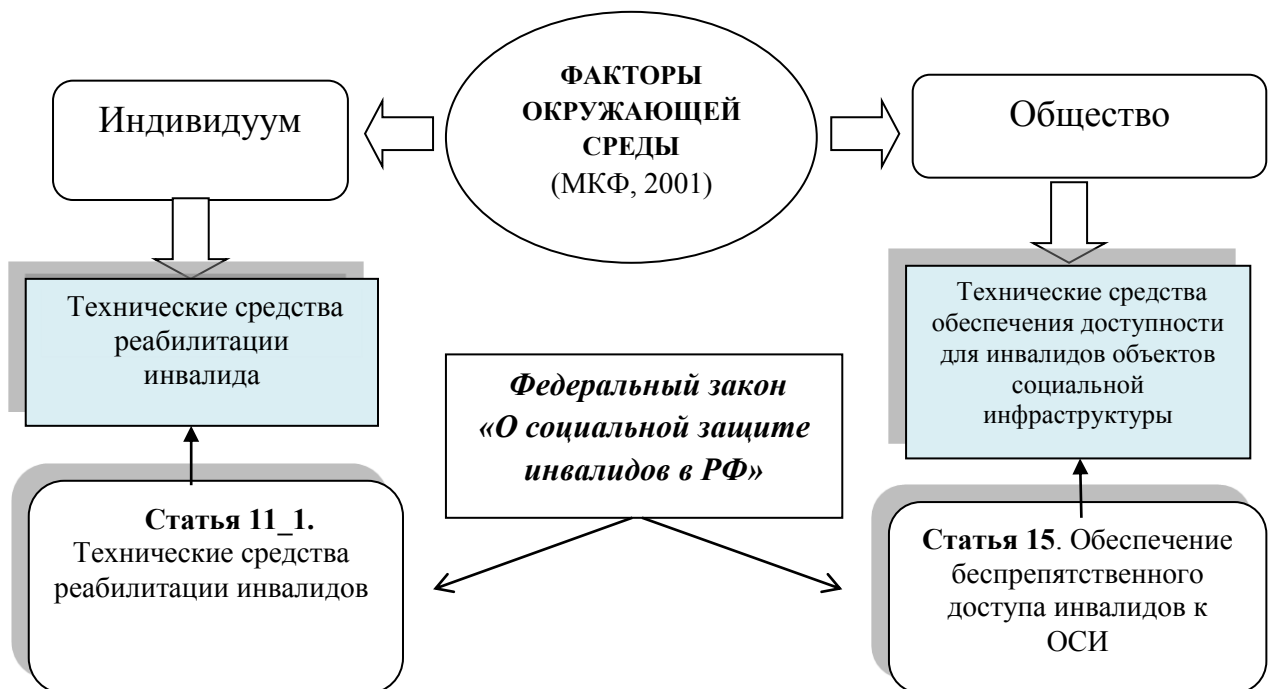 ФАКТОРЫ
ОКРУЖАЮЩЕЙ
СРЕДЫ
(МКФ, 2001)
Индивидуум
Общество
Технические средства
реабилитации
инвалида
Технические средства
обеспечения доступности
для инвалидов объектов
социальной
инфраструктуры
Федеральный закон
«О социальной защите
инвалидов в РФ»
Статья 11_1.
Технические средства
реабилитации инвалидов
Статья 15. Обеспечение
беспрепятственного
доступа инвалидов к
ОСИ